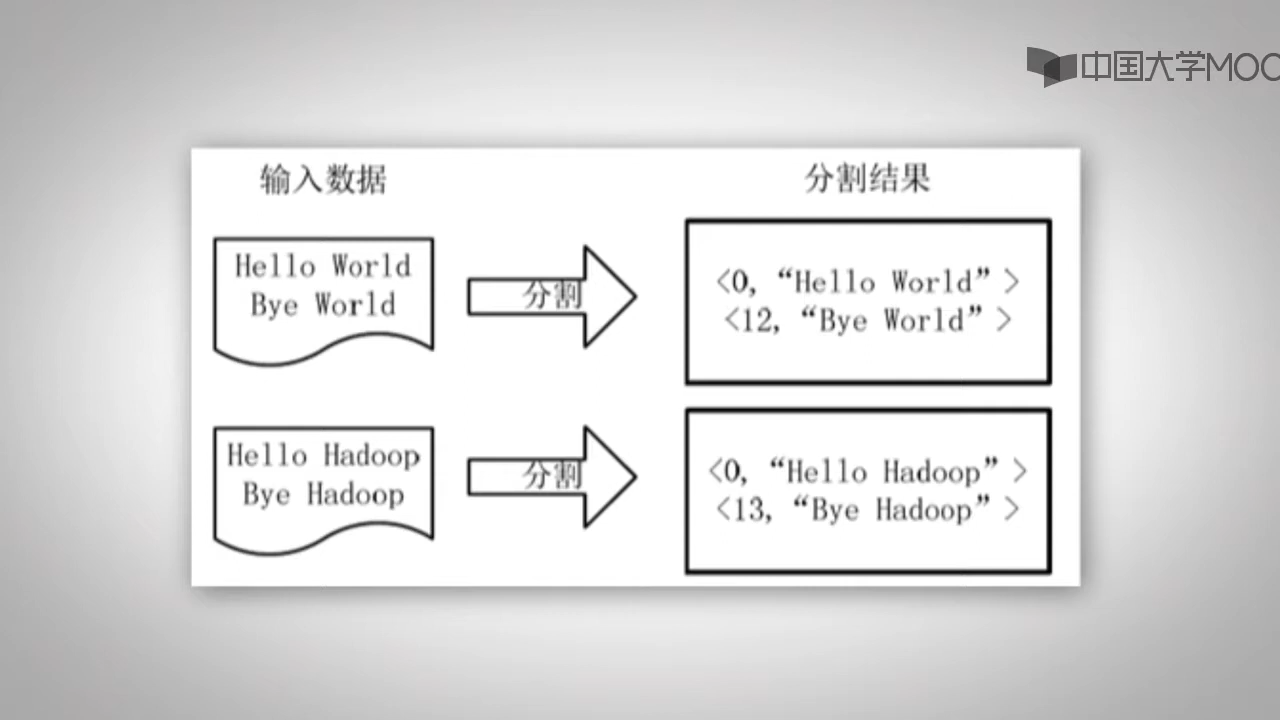 中国大学MOO
输入数据
分割结果
Hello World
Bye World
分割
<0, “Hello World” >
<12, “Bye World” >
Hello Hadoop
Bye Hadoop
分割
<0, “Hello Hadoop” >
<13, “Bye Hadoop” >